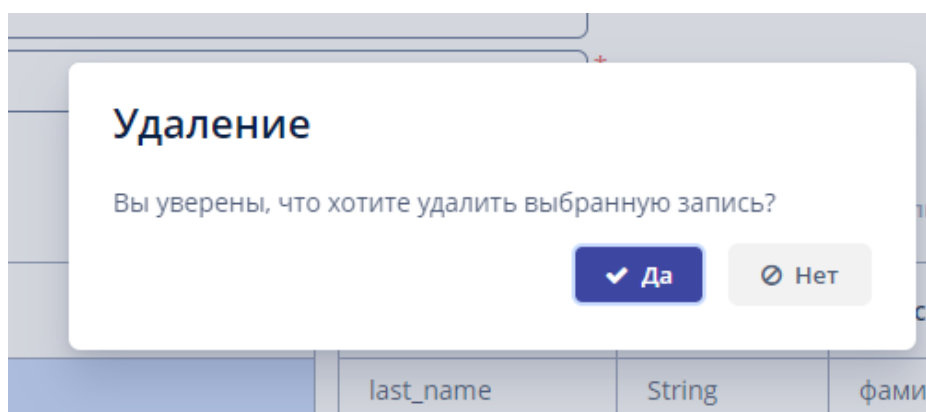 *
Удаление
Вы уверены, что хотите удалить выбранную запись?
Да Нет
last_name String